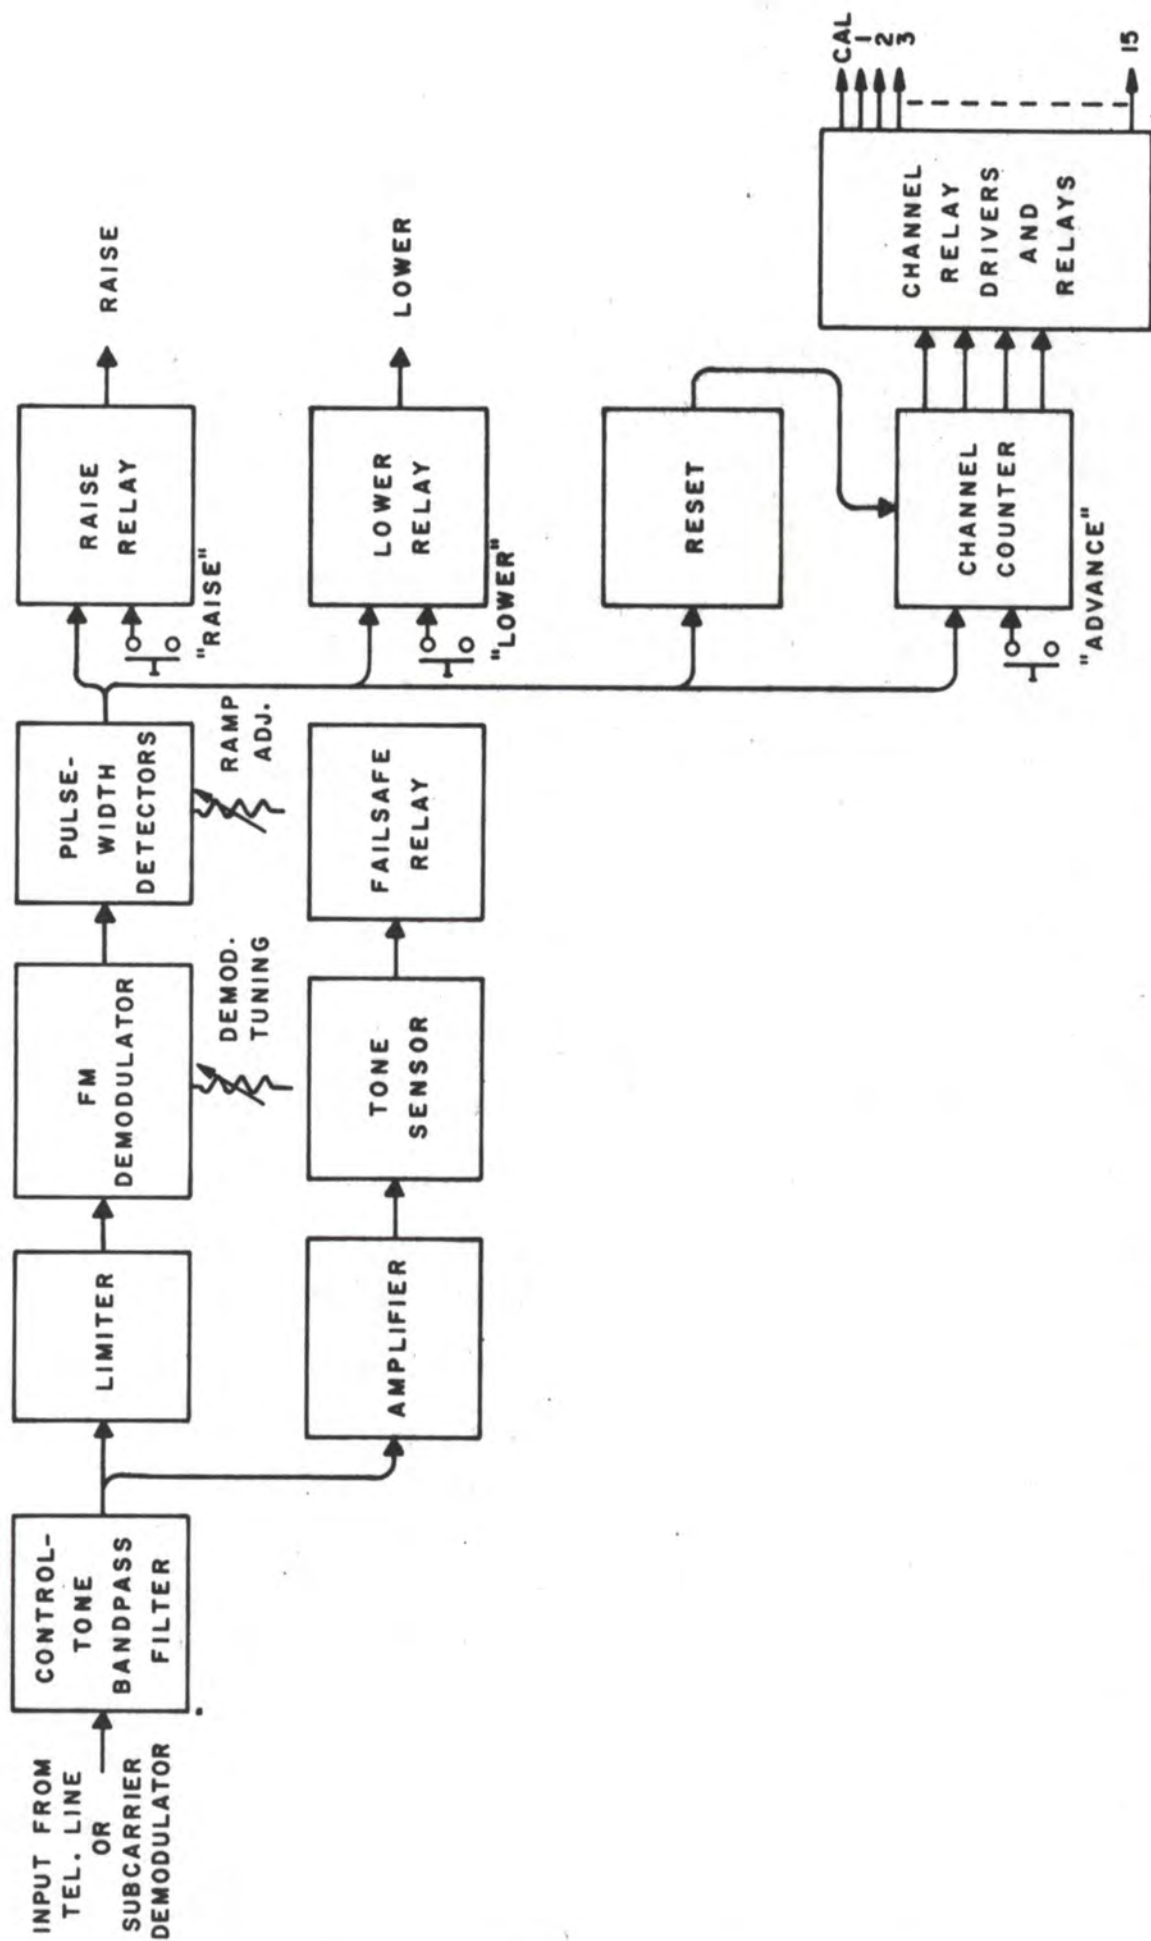 INPUT FROM
TEL. LINE
OR
SUBCARRIER
DEMODULATOR
CONTROL-
TONE
BANDPASS
FILTER
LIMITER
FM
DEMODULATOR
DEMOD.
TUNING
PULSE-
WIDTH
DETECTORS
RAMP
ADJ.
RAISE
RELAY
"RAISE"
RAISE
AMPLIFIER
TONE
SENSOR
FAILSAFE
RELAY
LOWER
RELAY
"LOWER"
LOWER
RESET
CHANNEL
COUNTER
"ADVANCE"
CHANNEL
RELAY
DRIVERS
AND
RELAYS
CAL
1
2
3
15